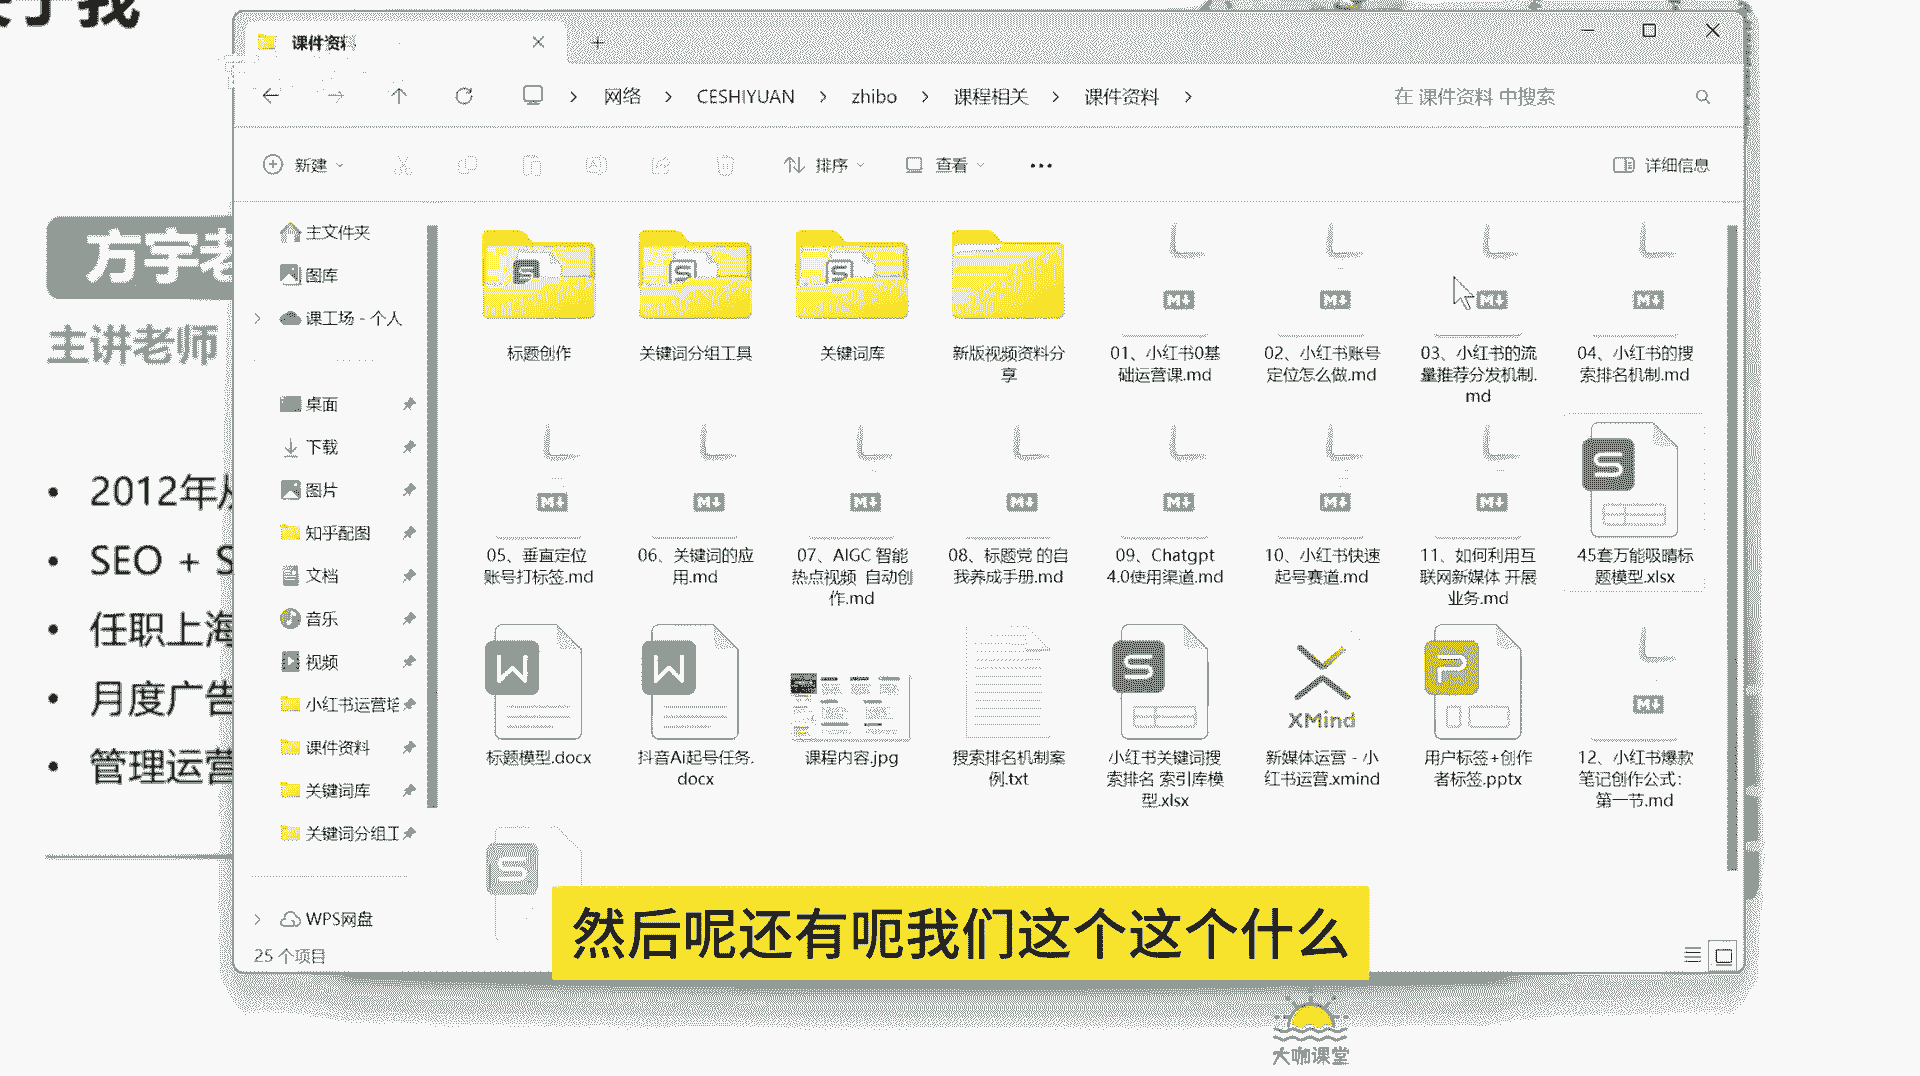 关于我
课件资料
网络 CESHIYUAN zhibo 课程相关 课件资料
在 课件资料 中搜索
新建
排序
查看
详细信息
方宇老
主讲老师
2012年从
SEO + S
任职上海
月度广告
管理运营
主文件夹
图库
课工场 - 个人
桌面
下载
图片
知乎配图
文档
音乐
视频
小红书运营培
课件资料
关键词库
关键词分组工
WPS网盘
25 个项目
标题创作
关键词分组工具
关键词库
新版视频资料分
享
01、小红书0基
础运营课.md
02、小红书账号
定位怎么做.md
03、小红书的流
量推荐分发机制.
md
04、小红书的搜
索排名机制.md
05、垂直定位
账号打标签.md
06、关键词的应
用.md
07、AIGC 智能
热点视频 自动创
作.md
08、标题党 的自
我养成手册.md
09、Chatgpt
4.0使用渠道.md
10、小红书快速
起号赛道.md
11、如何利用互
联网新媒体 开展
业务.md
45套万能吸睛标
题模型.xlsx
标题模型.docx
抖音Ai起号任务.
docx
课程内容.jpg
搜索排名机制案
例.txt
小红书关键词搜
索排名 索引库模
型.xlsx
XMind
新媒体运营 - 小
红书运营.xmind
用户标签+创作
者标签.pptx
12、小红书爆款
笔记创作公式：
第一节.md
然后呢还有呃我们这个这个什么
大咖课堂